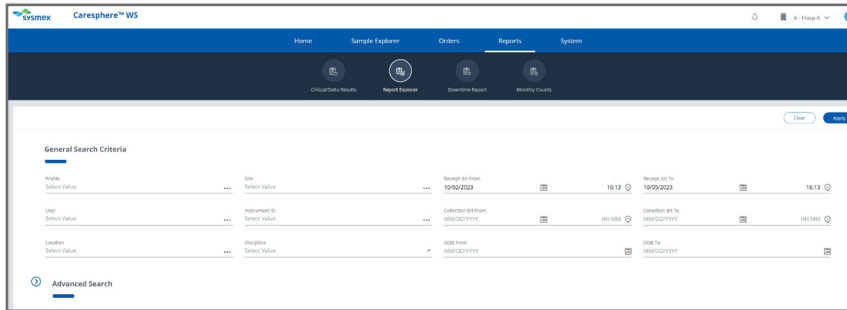 sysmex Caresphere™ WS A - Hosp A
Home Sample Explorer Orders Reports System
Critical/Delta Results Report Explorer Downtime Report Monthly Counts
Clear Apply
General Search Criteria
Profile Site Receipt d/t From Receipt d/t To
Select Value ... Select Value ... 10/02/2023 16:13 10/05/2023 16:13
User Instrument ID Collection d/t From Collection d/t To
Select Value ... Select Value ... MM/DD/YYYY HH:MM MM/DD/YYYY HH:MM
Location Discipline DOB From DOB To
Select Value ... Select Value MM/DD/YYYY MM/DD/YYYY
Advanced Search